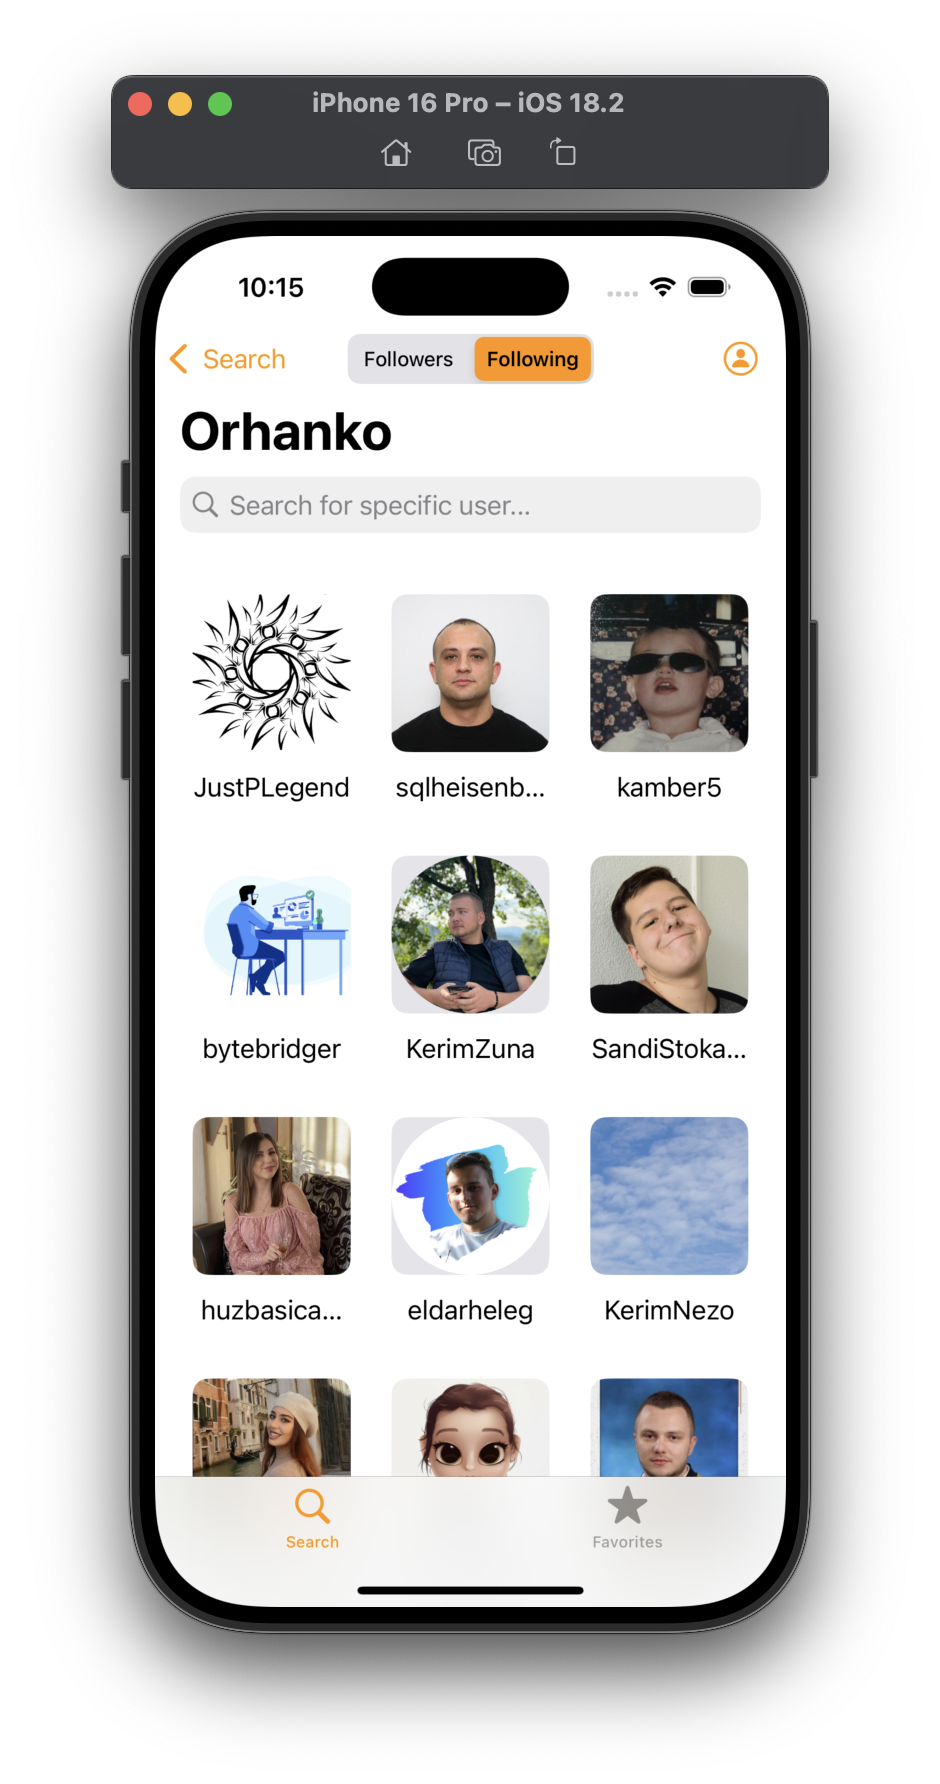 iPhone 16 Pro – iOS 18.2
10:15
Search
Followers
Following
Orhanko
Search for specific user...
JustPLegend
sqlheisenb...
kamber5
bytebridger
KerimZuna
SandiStoka...
huzbasica...
eldarheleg
KerimNezo
Search
Favorites